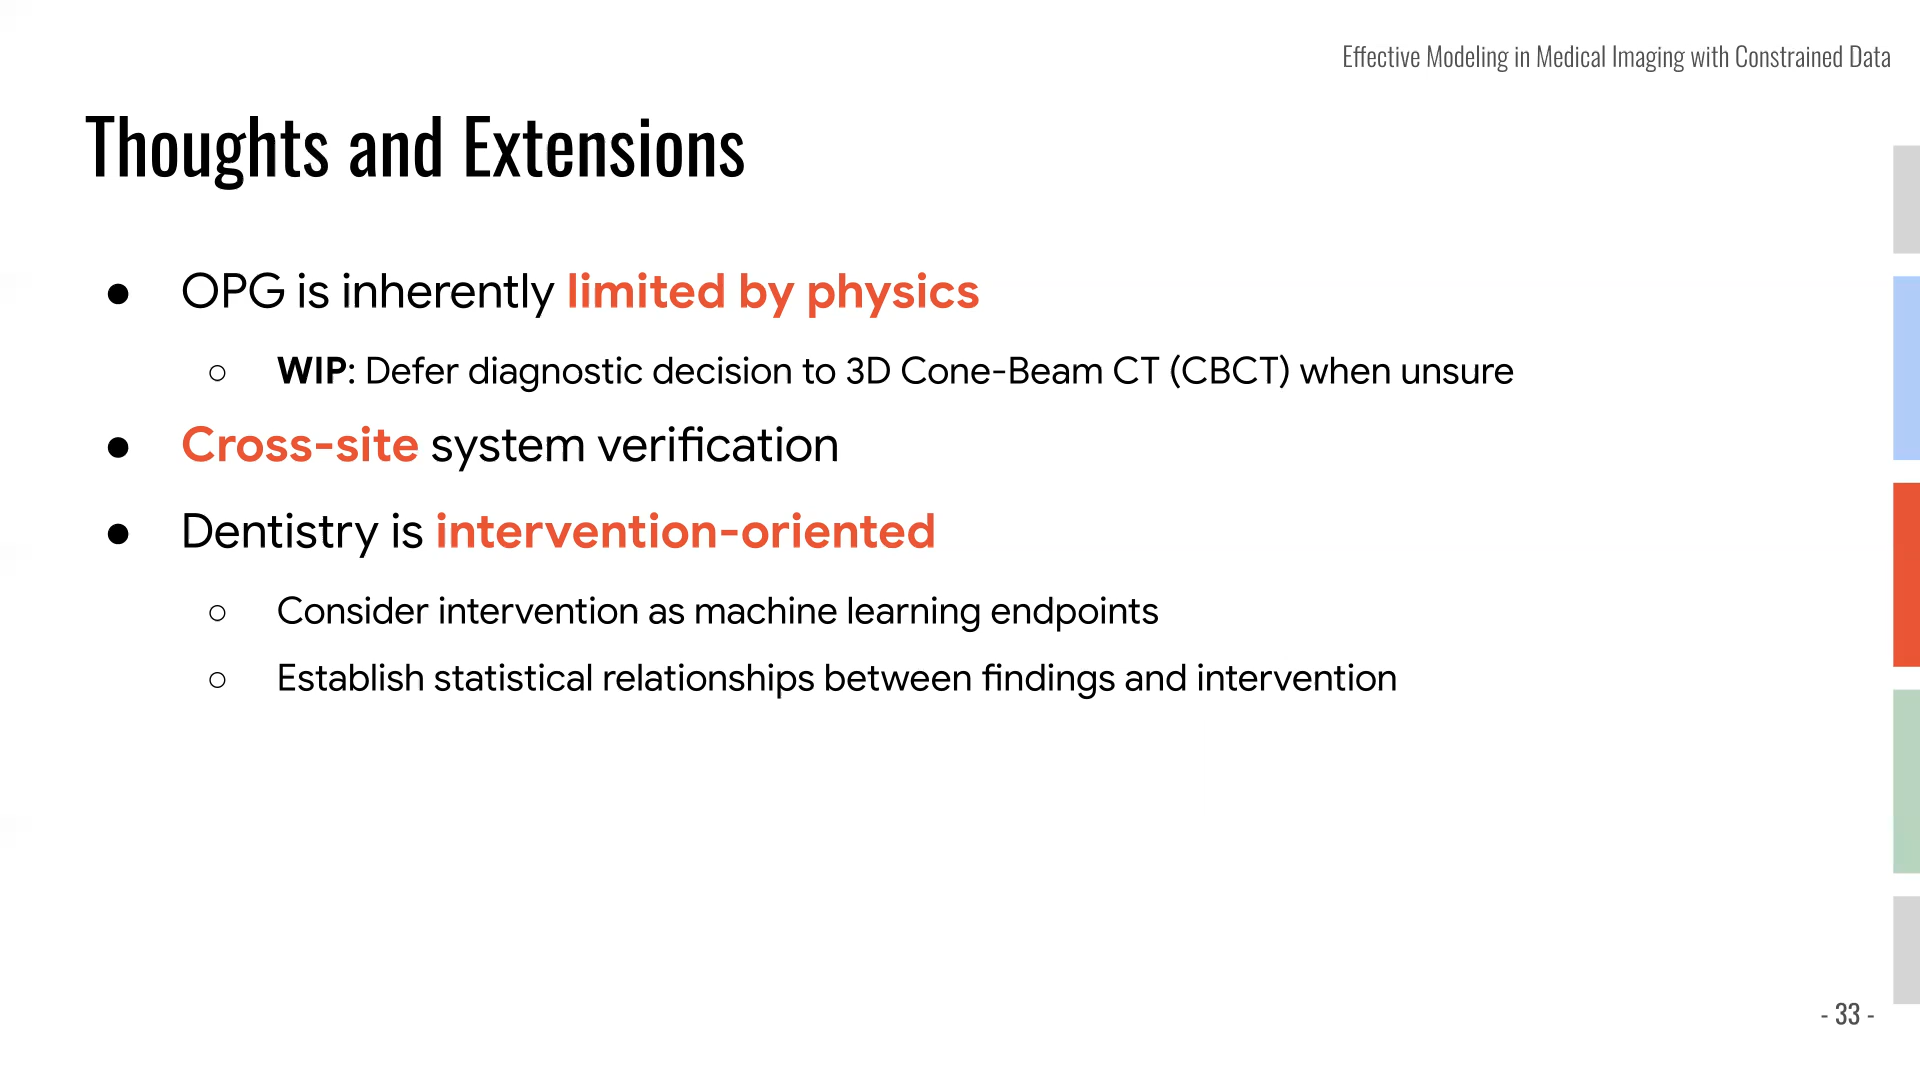 Effective Modeling in Medical Imaging with Constrained Data
Thoughts and Extensions
● OPG is inherently limited by physics
○ WIP: Defer diagnostic decision to 3D Cone-Beam CT (CBCT) when unsure
● Cross-site system verification
● Dentistry is intervention-oriented
○ Consider intervention as machine learning endpoints
○ Establish statistical relationships between findings and intervention
- 33 -